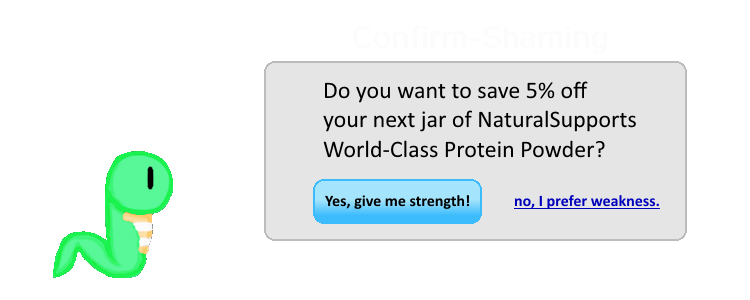 Confirm-Shaming
Do you want to save 5% off
your next jar of NaturalSupports
World-Class Protein Powder?
Yes, give me strength!
no, I prefer weakness.